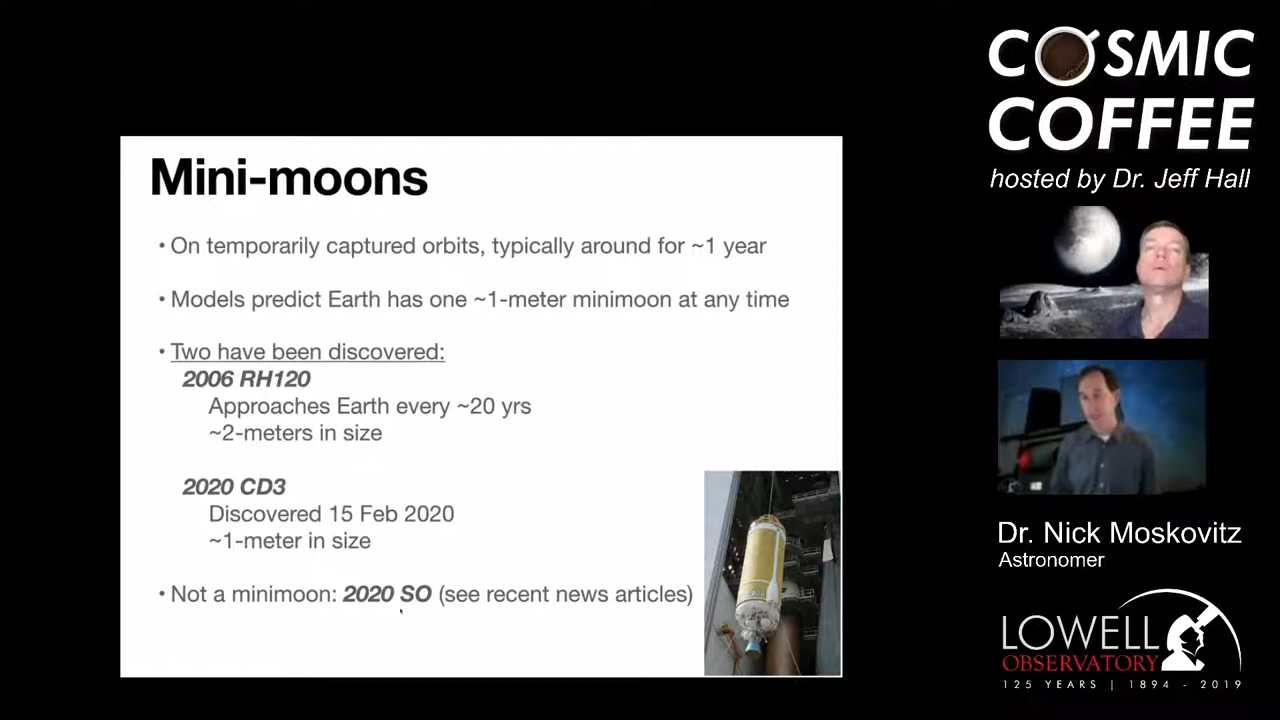 Mini-moons
• On temporarily captured orbits, typically around for ~1 year
• Models predict Earth has one ~1-meter minimoon at any time
• Two have been discovered:
2006 RH120
Approaches Earth every ~20 yrs
~2-meters in size
2020 CD3
Discovered 15 Feb 2020
~1-meter in size
• Not a minimoon: 2020 SO (see recent news articles)
COSMIC
COFFEE
hosted by Dr. Jeff Hall
Dr. Nick Moskovitz
Astronomer
LOWELL
OBSERVATORY
125 YEARS | 1894 - 2019